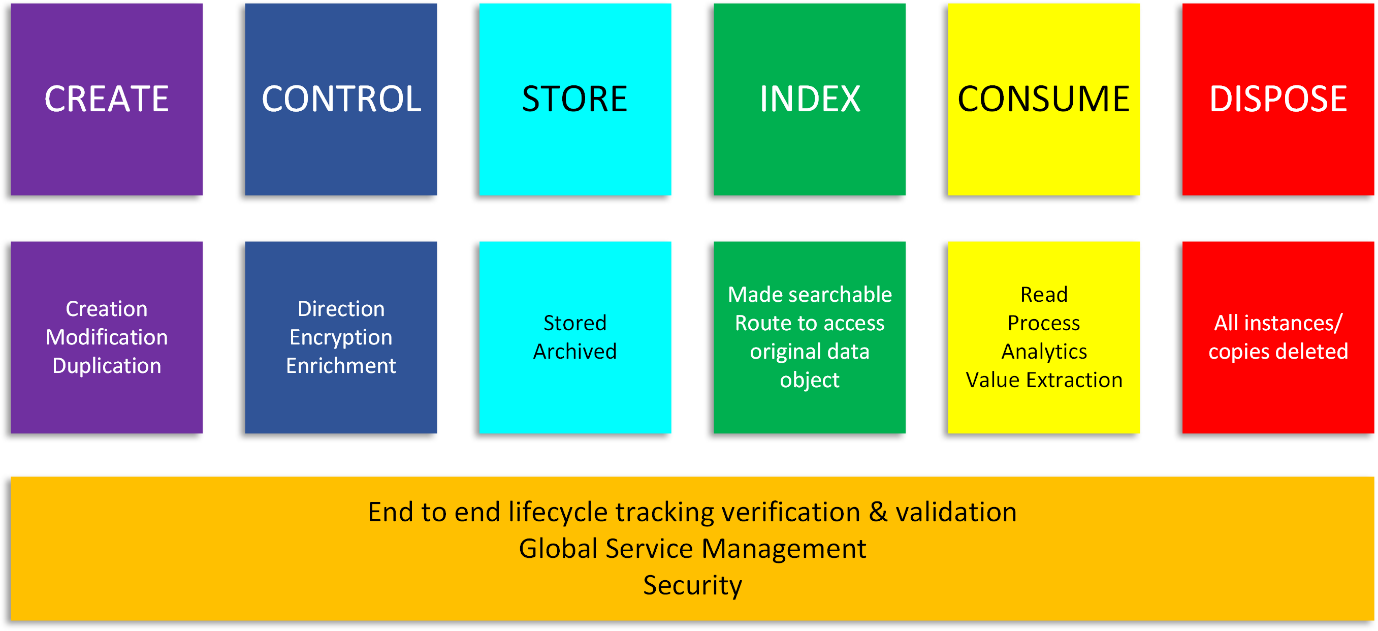 CREATE
CONTROL
STORE
INDEX
CONSUME
DISPOSE
Creation
Modification
Duplication
Direction
Encryption
Enrichment
Stored
Archived
Made searchable
Route to access
original data
object
Read
Process
Analytics
Value Extraction
All instances/
copies deleted
End to end lifecycle tracking verification & validation
Global Service Management
Security